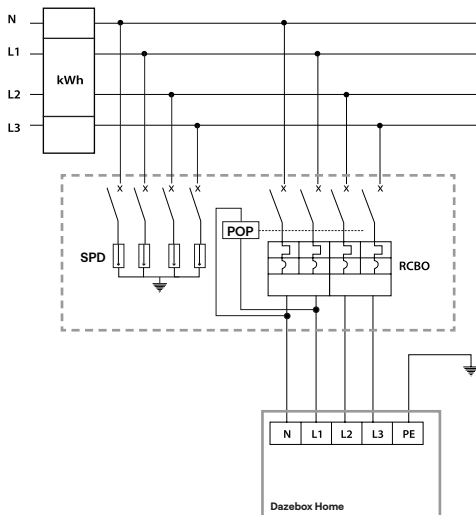 N
L1
kWh
L2
L3
POP
SPD
RCBO
N L1 L2 L3 PE
Dazebox Home